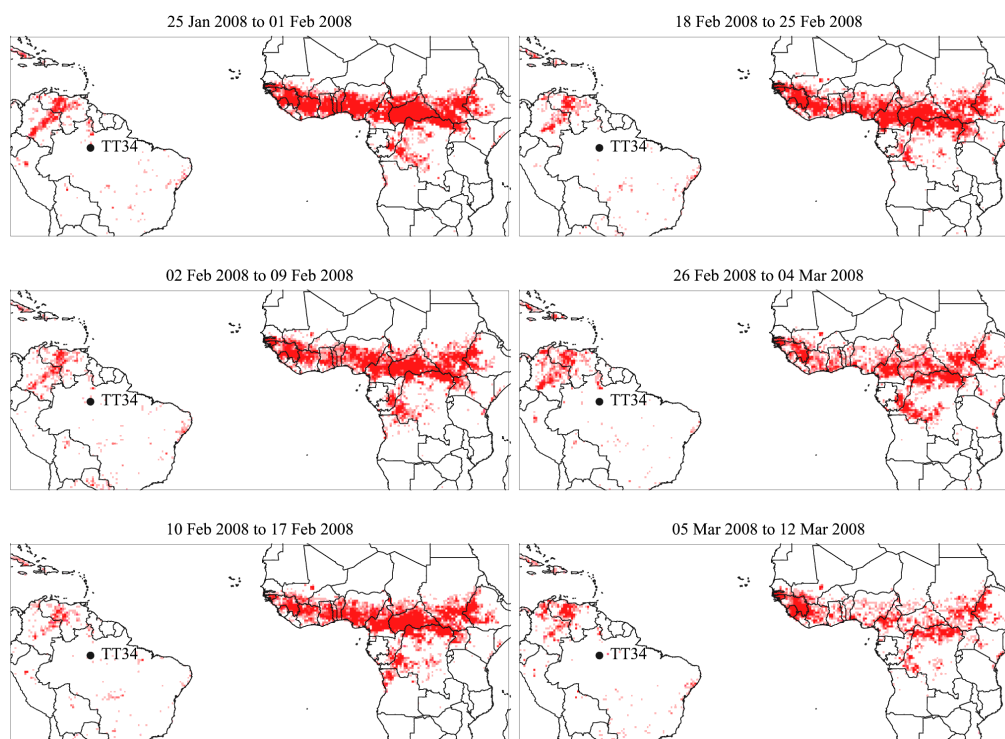 25 Jan 2008 to 01 Feb 2008
18 Feb 2008 to 25 Feb 2008
TT34
TT34
02 Feb 2008 to 09 Feb 2008
26 Feb 2008 to 04 Mar 2008
TT34
TT34
10 Feb 2008 to 17 Feb 2008
05 Mar 2008 to 12 Mar 2008
TT34
TT34